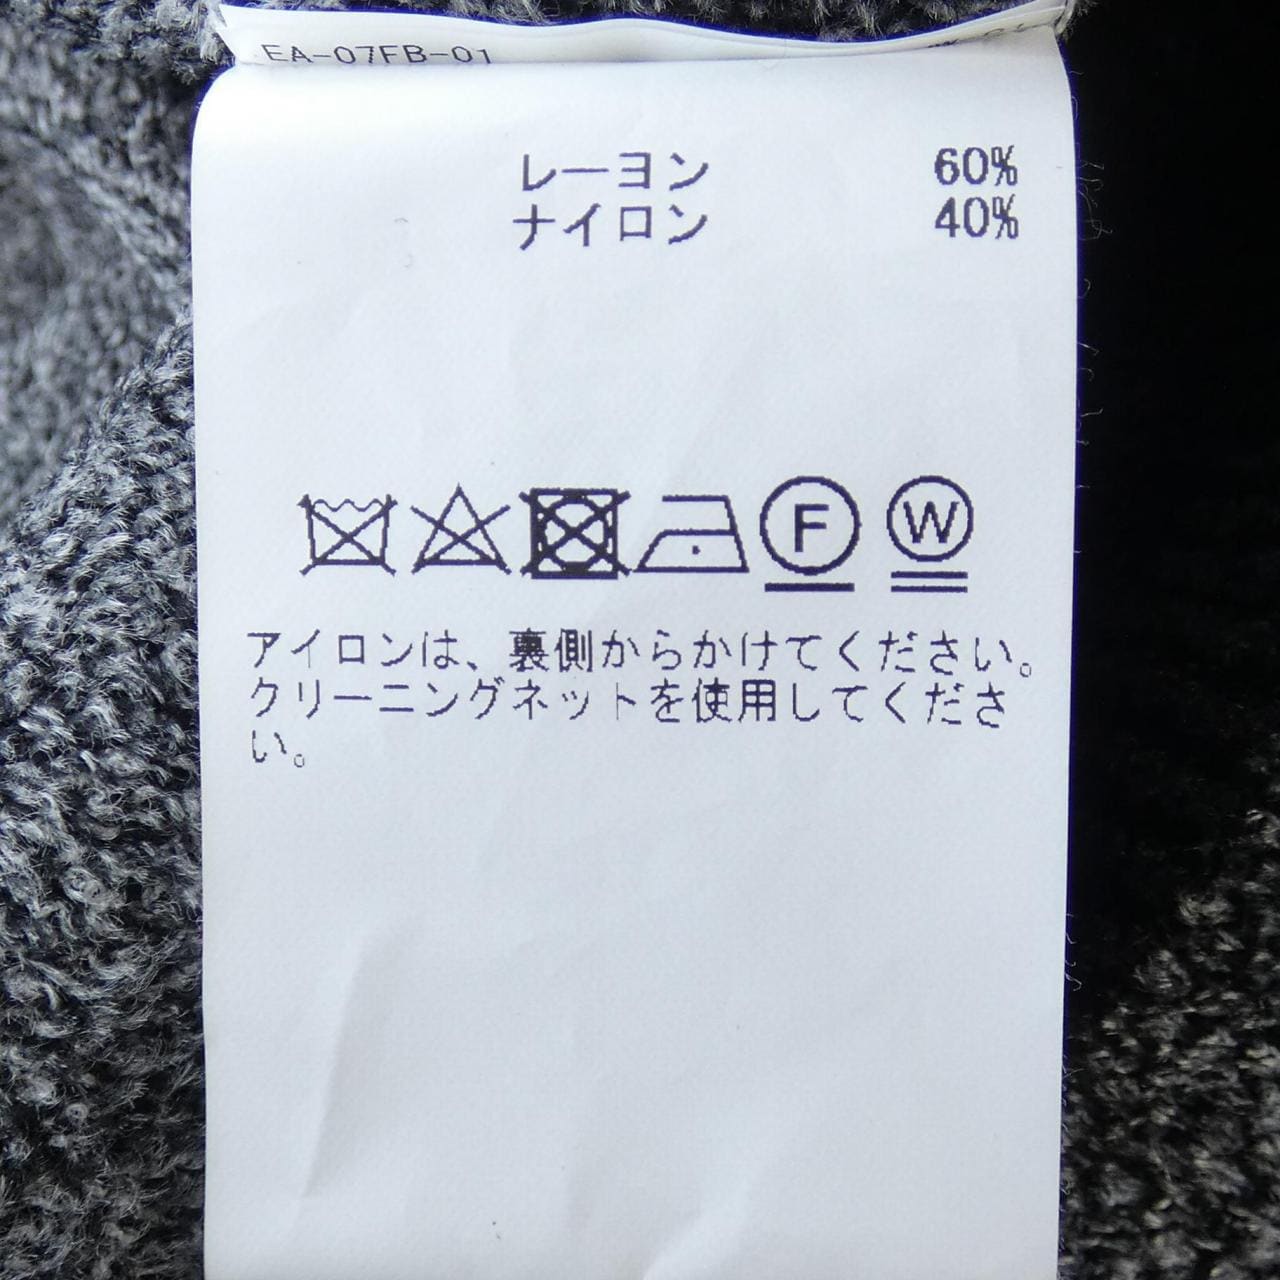 EA-07FB-01
レーヨン 60%
ナイロン 40%
F W
アイロンは、裏側からかけてください。
クリーニングネットを使用してくださ
い。